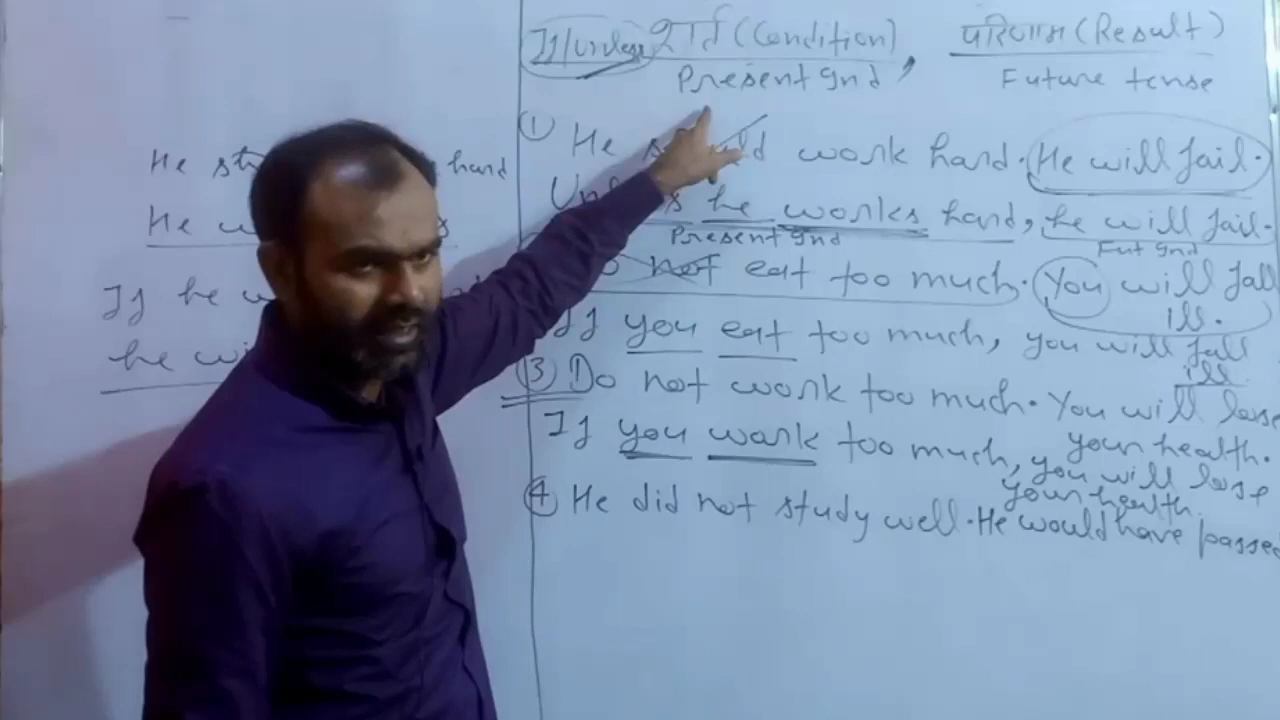 He hard
He
If he
he
If/unless शर्त (Condition), परिणाम (Result)
Present Ind Future tense
① He work hard. He will fail.
he works hard, he will fail.
Present Ind Fut Ind
not eat too much. You will fall
ill.
If you eat too much, you will fall
ill.
③ Do not work too much. You will lose
your health.
If you work too much, you will lose
your health.
④ He did not study well. He would have passed